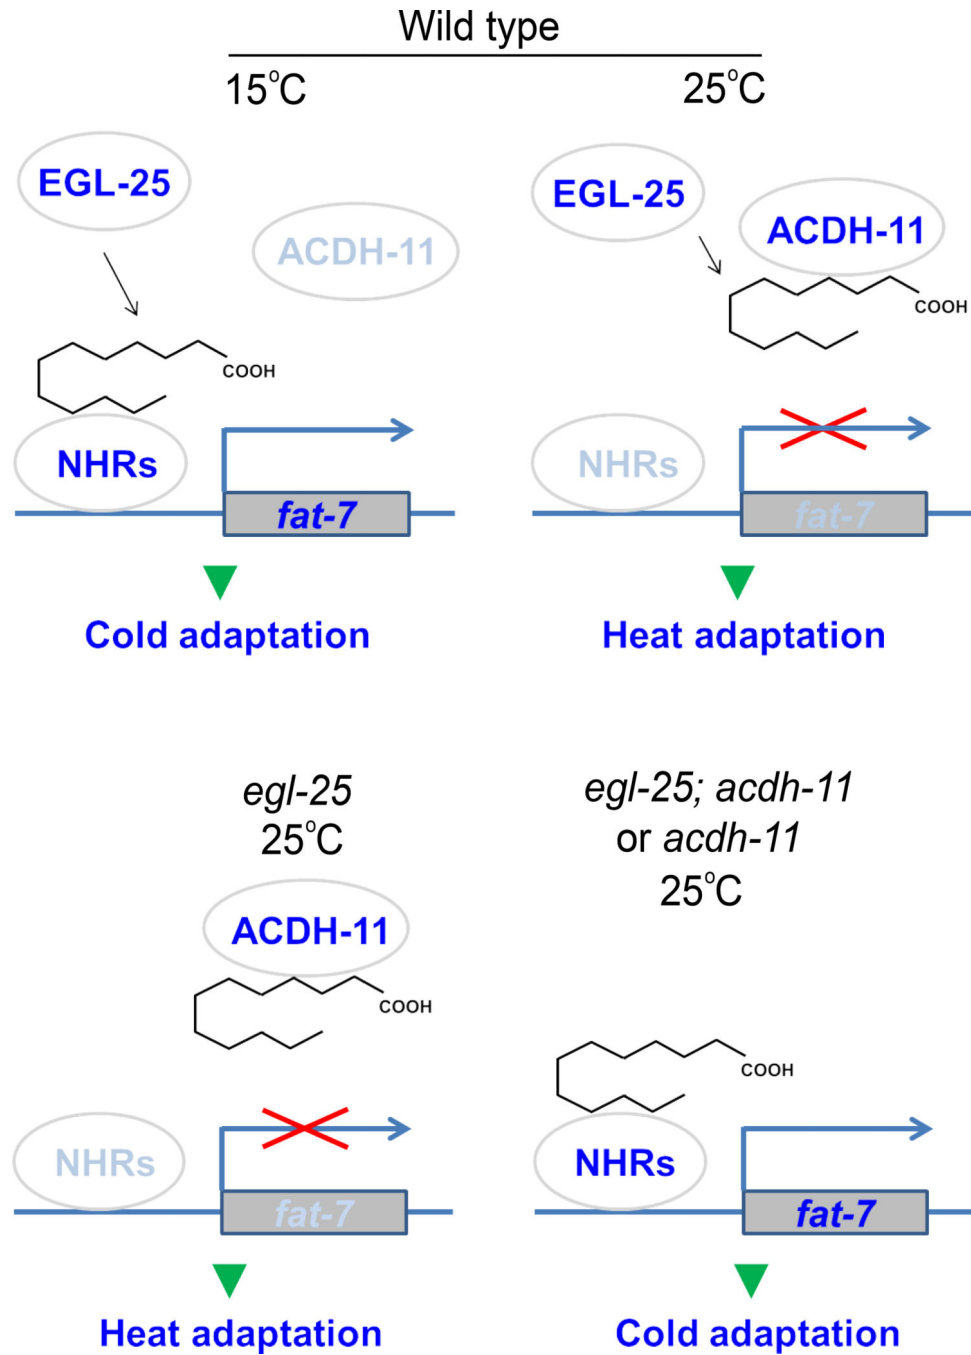 Wild type
15°C
25°C
EGL-25
ACDH-11
COOH
NHRs
fat-7
Cold adaptation
EGL-25
ACDH-11
COOH
NHRs
fat-7
Heat adaptation
egl-25
25°C
ACDH-11
COOH
NHRs
fat-7
Heat adaptation
egl-25; acdh-11
or acdh-11
25°C
COOH
NHRs
fat-7
Cold adaptation